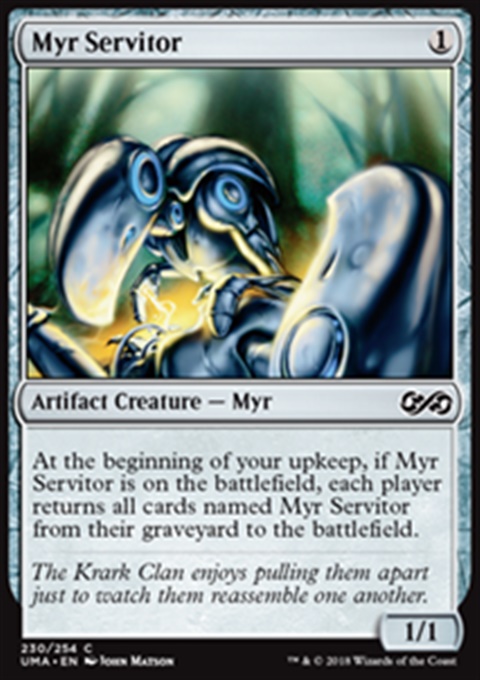 Myr Servitor 1
Artifact Creature — Myr
At the beginning of your upkeep, if Myr
Servitor is on the battlefield, each player
returns all cards named Myr Servitor
from their graveyard to the battlefield.
The Krark Clan enjoys pulling them apart
just to watch them reassemble one another.
1/1
230/254 C
UMA • EN John Matson
™ & © 2018 Wizards of the Coast